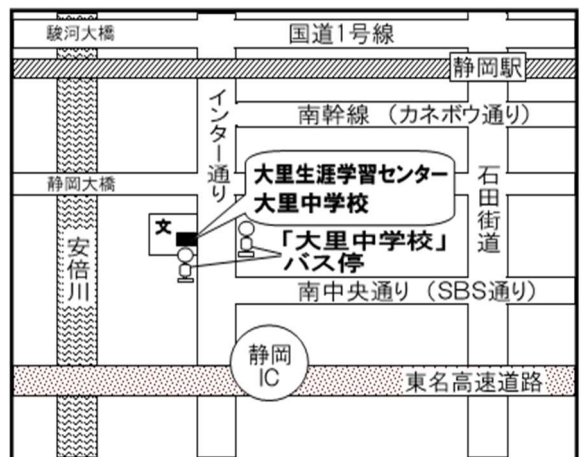 駿河大橋
国道1号線
静岡駅
インター通り
南幹線 （カネボウ通り）
静岡大橋
大里生涯学習センター
大里中学校
石田街道
文
「大里中学校」
バス停
安倍川
南中央通り （SBS通り）
静岡
IC
東名高速道路